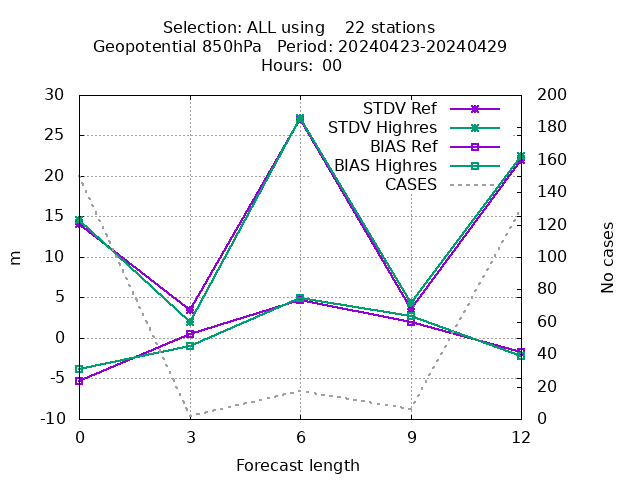 Selection: ALL using    22 stations
Geopotential 850hPa   Period: 20240423-20240429
Hours: 00
30
25
20
15
10
5
0
-5
-10
m
STDV Ref
STDV Highres
BIAS Ref
BIAS Highres
CASES
200
180
160
140
120
100
80
60
40
20
0
No cases
0 3 6 9 12
Forecast length